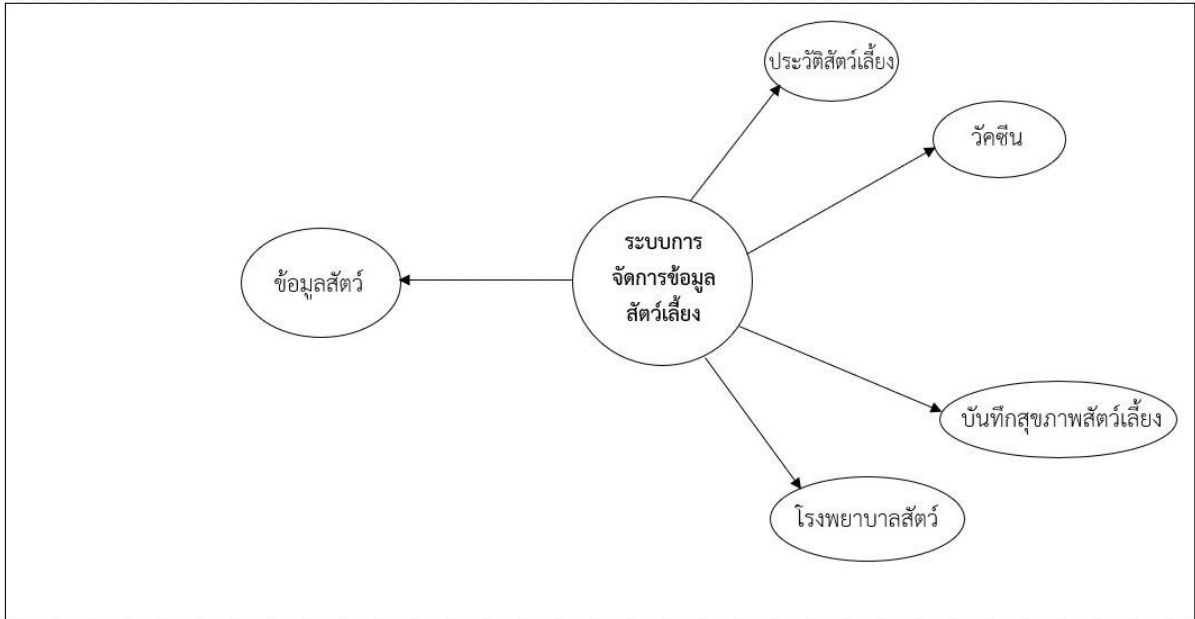 ประวัติสัตว์เลี้ยง
วัคซีน
ระบบการ
จัดการข้อมูล
สัตว์เลี้ยง
ข้อมูลสัตว์
บันทึกสุขภาพสัตว์เลี้ยง
โรงพยาบาลสัตว์